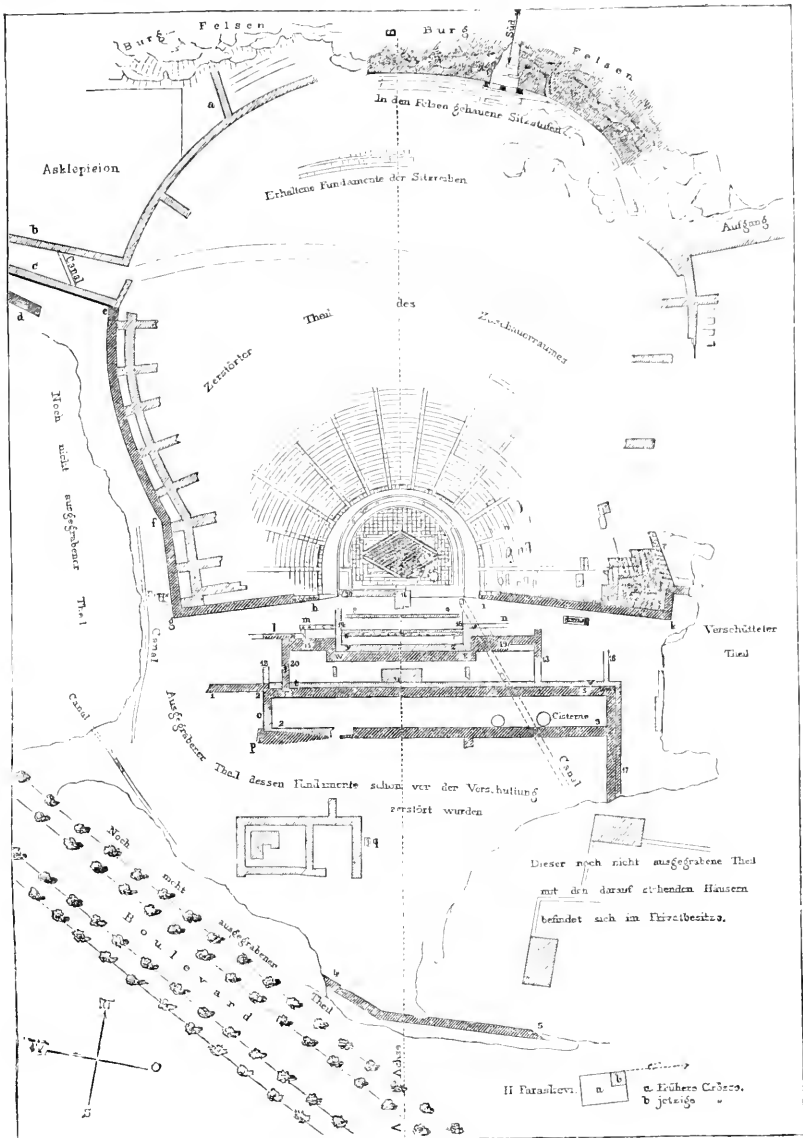 Burg Felsen
B
Burg Felsen
Süd
In den Felsen gehauene Sitzstufen
a
Asklepieion
Erhaltene Fundamente der Sitzreihen
Aufgang
b
c
Canal
d
e
Zerstörter Theil des Zuschauerraumes
Noch nicht ausgegrabener Theil
f
g
h
i
k
l
m
n
Verschütteter
Theil
Canal
Canal
Cisterne
Canal
o
p
q
Ausgegrabener Theil dessen Fundamente schon vor der Verschüttung
zerstört wurden
Dieser noch nicht ausgegrabene Theil
mit den darauf stehenden Häusern
befindet sich im Privatbesitze.
Noch nicht ausgegrabener Theil
Boulevard
Achse
V
N
W
O
S
H Paraskevi.
a
b
a Frühere Grösse.
b jetzige "